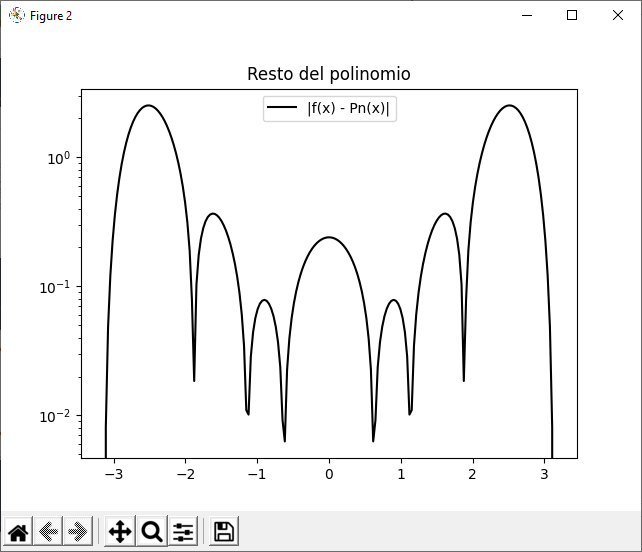 Figure 2
Resto del polinomio
|f(x) - Pn(x)|
10⁰
10⁻¹
10⁻²
−3 −2 −1 0 1 2 3